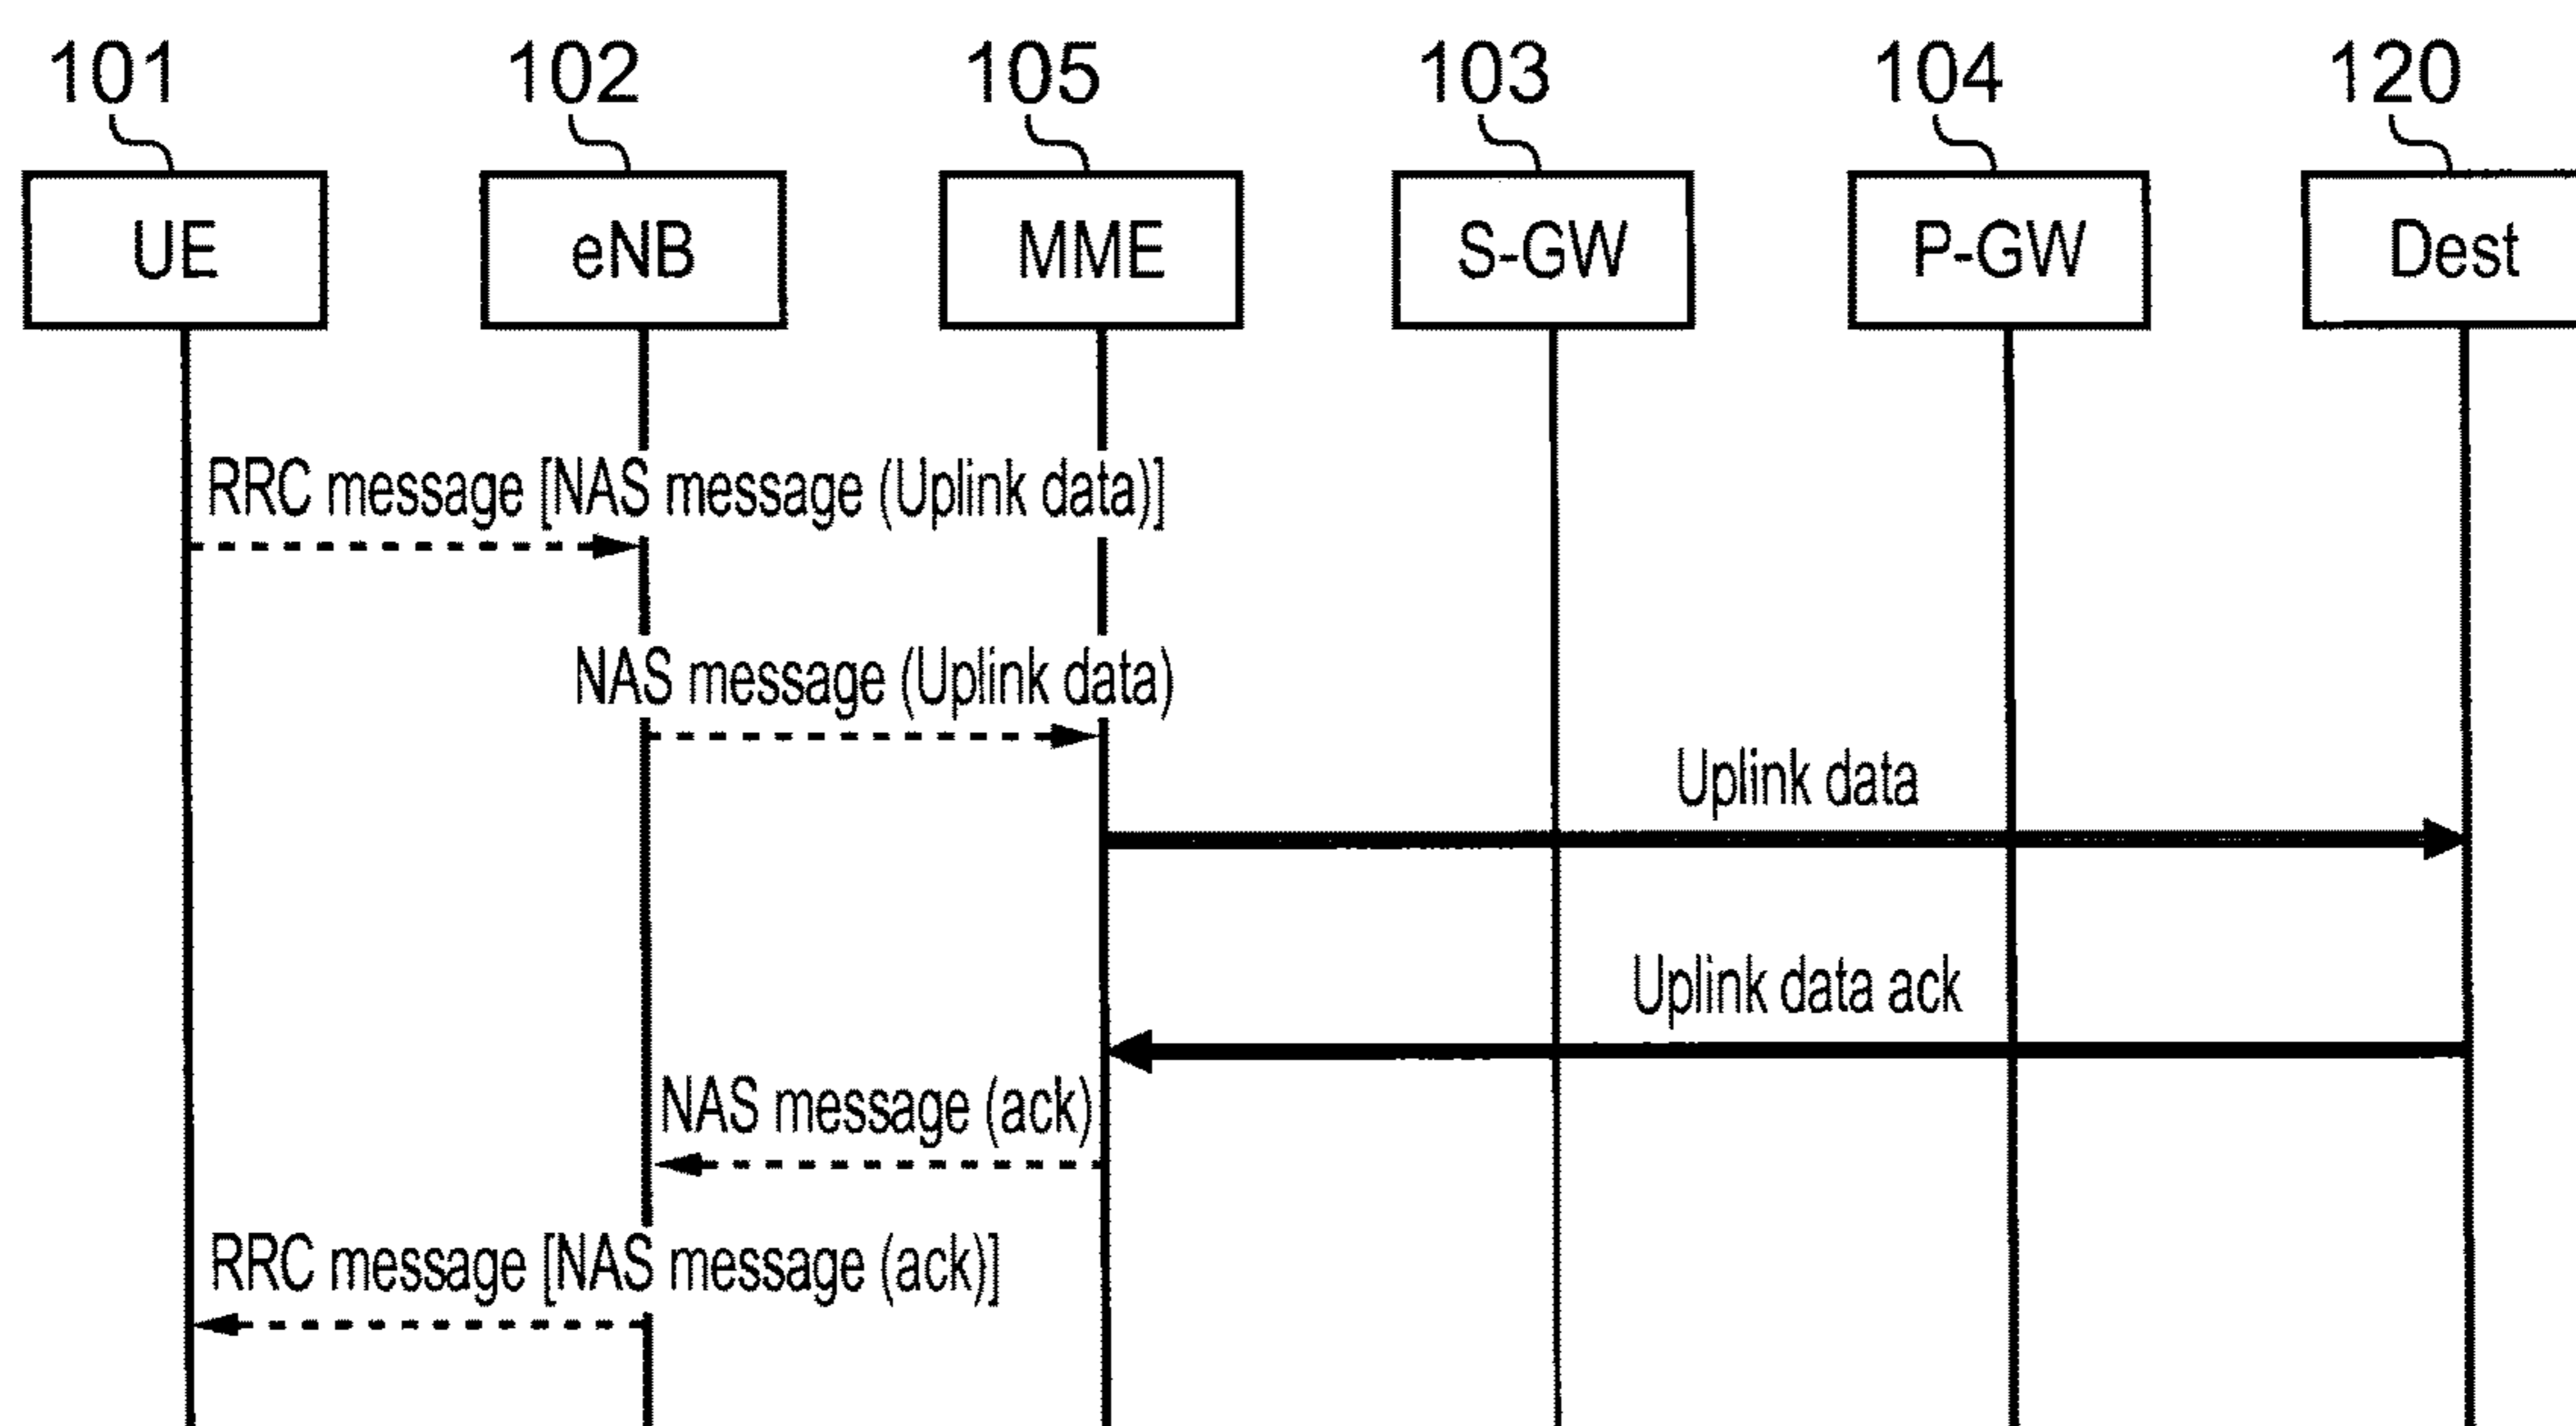 101 102 105 103 104 120
UE eNB MME S-GW P-GW Dest
RRC message [NAS message (Uplink data)]
NAS message (Uplink data)
Uplink data
Uplink data ack
NAS message (ack)
RRC message [NAS message (ack)]